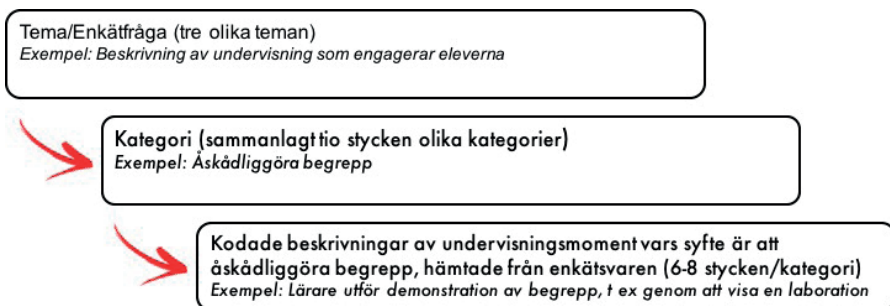 Tema/Enkätfråga (tre olika teman)
Exempel: Beskrivning av undervisning som engagerar eleverna
Kategori (sammanlagt tio stycken olika kategorier)
Exempel: Åskådliggöra begrepp
Kodade beskrivningar av undervisningsmoment vars syfte är att
åskådliggöra begrepp, hämtade från enkätsvaren (6-8 stycken/kategori)
Exempel: Lärare utför demonstration av begrepp, t ex genom att visa en laboration